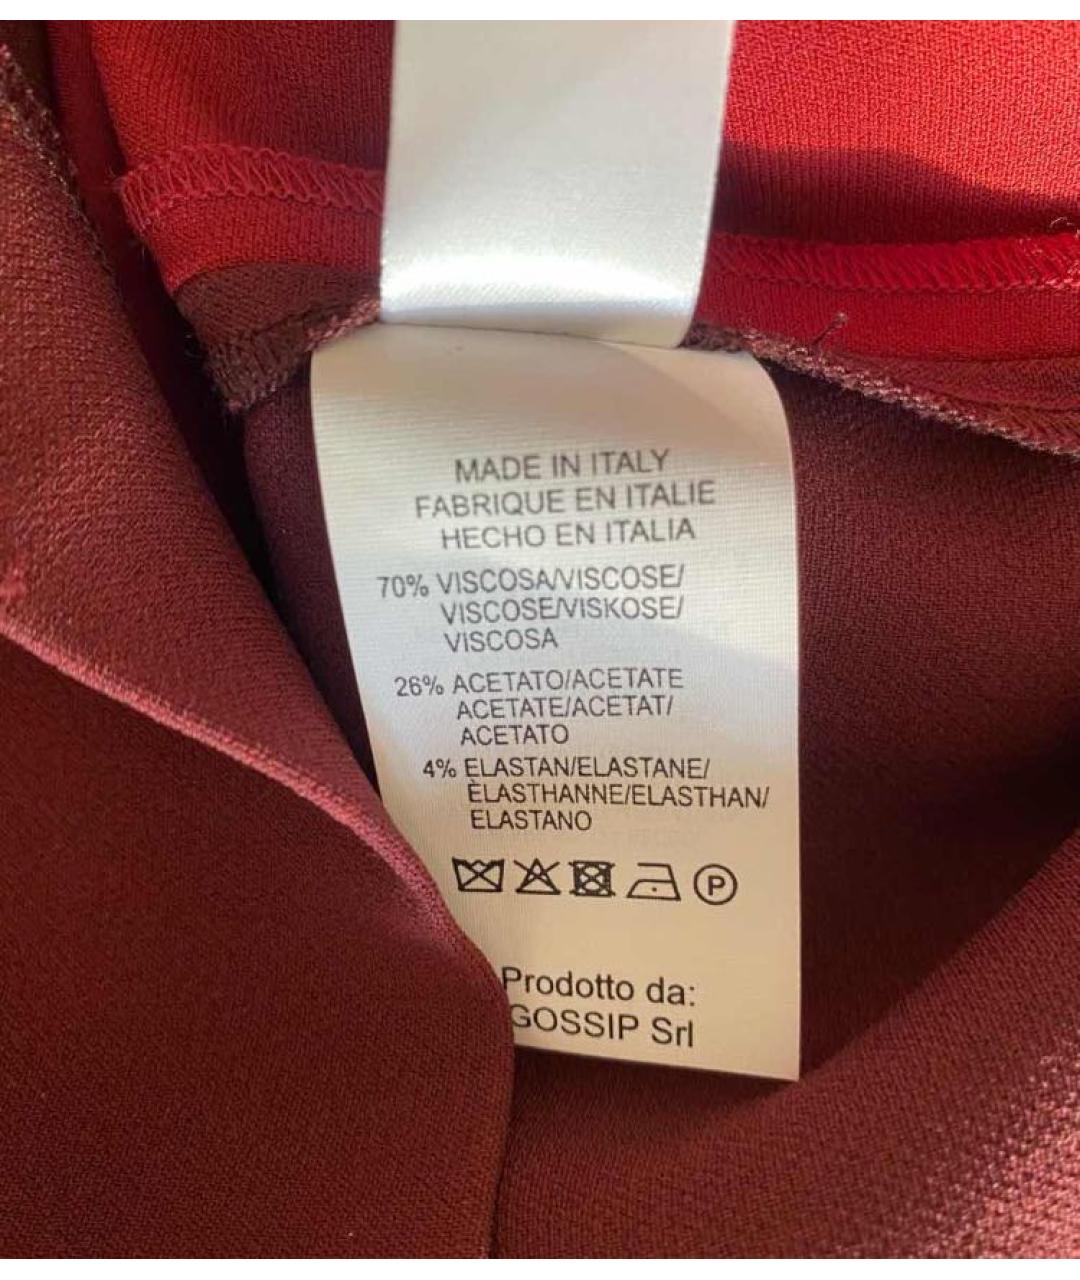 MADE IN ITALY
FABRIQUE EN ITALIE
HECHO EN ITALIA
70% VISCOSA/VISCOSE/
VISCOSE/VISKOSE/
VISCOSA
26% ACETATO/ACETATE
ACETATE/ACETAT/
ACETATO
4% ELASTAN/ELASTANE/
ÈLASTHANNE/ELASTHAN/
ELASTANO
P
Prodotto da:
GOSSIP Srl